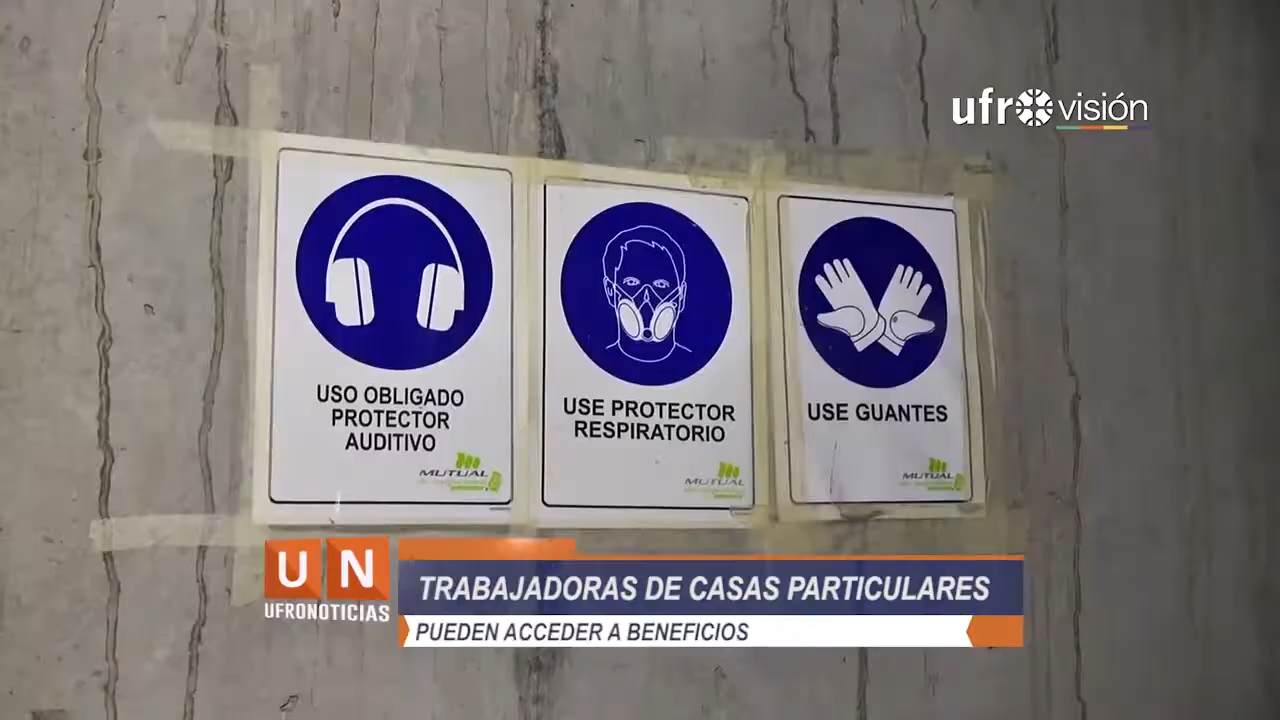 ufrovisión
USO OBLIGADO
PROTECTOR
AUDITIVO
MUTUAL
USE PROTECTOR
RESPIRATORIO
MUTUAL
USE GUANTES
MUTUAL
UN
UFRONOTICIAS
TRABAJADORAS DE CASAS PARTICULARES
PUEDEN ACCEDER A BENEFICIOS